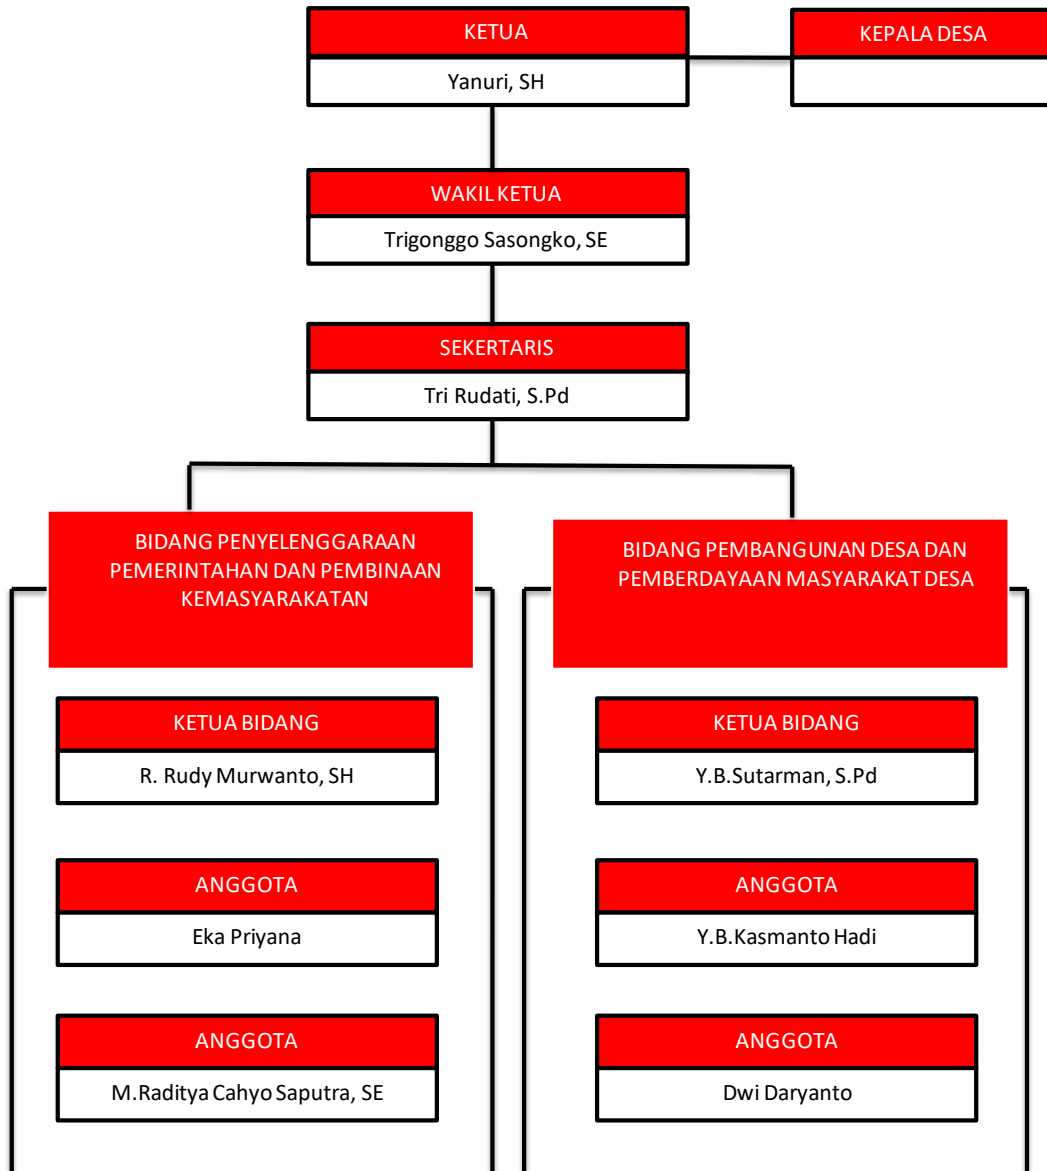 KETUA
Yanuri, SH
KEPALA DESA
WAKIL KETUA
Trigonggo Sasongko, SE
SEKERTARIS
Tri Rudati, S.Pd
BIDANG PENYELENGGARAAN
PEMERINTAHAN DAN PEMBINAAN
KEMASYARAKATAN
KETUA BIDANG
R. Rudy Murwanto, SH
ANGGOTA
Eka Priyana
ANGGOTA
M.Raditya Cahyo Saputra, SE
BIDANG PEMBANGUNAN DESA DAN
PEMBERDAYAAN MASYARAKAT DESA
KETUA BIDANG
Y.B.Sutarman, S.Pd
ANGGOTA
Y.B.Kasmanto Hadi
ANGGOTA
Dwi Daryanto